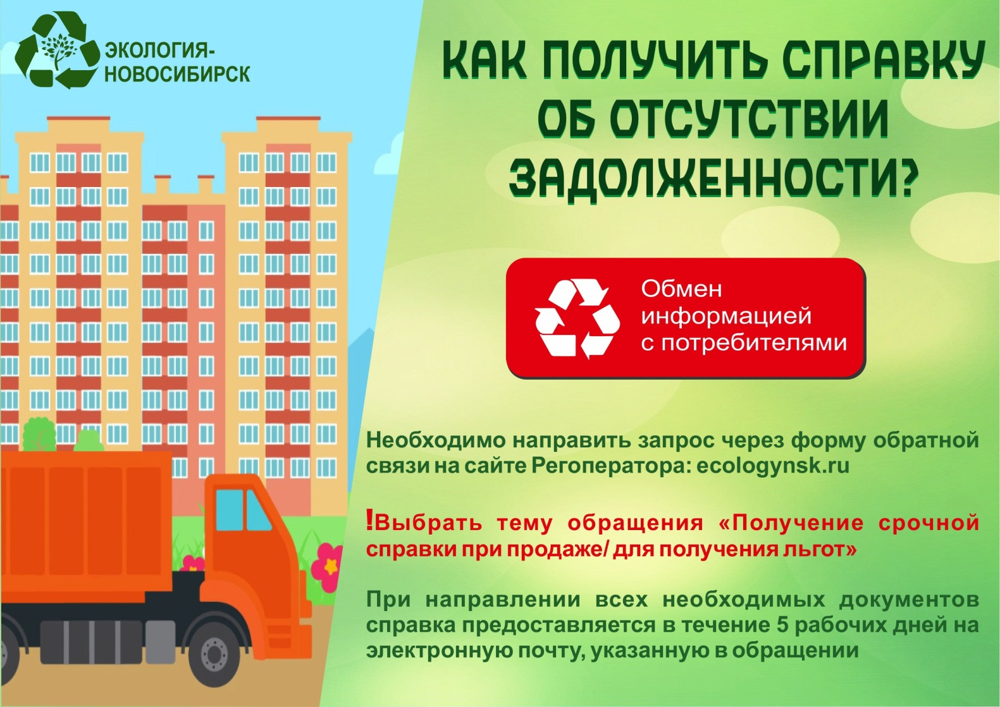 ЭКОЛОГИЯ-
НОВОСИБИРСК
КАК ПОЛУЧИТЬ СПРАВКУ
ОБ ОТСУТСТВИИ
ЗАДОЛЖЕННОСТИ?
Обмен
информацией
с потребителями
Необходимо направить запрос через форму обратной
связи на сайте Регоператора: ecologynsk.ru
!Выбрать тему обращения «Получение срочной
справки при продаже/ для получения льгот»
При направлении всех необходимых документов
справка предоставляется в течение 5 рабочих дней на
электронную почту, указанную в обращении